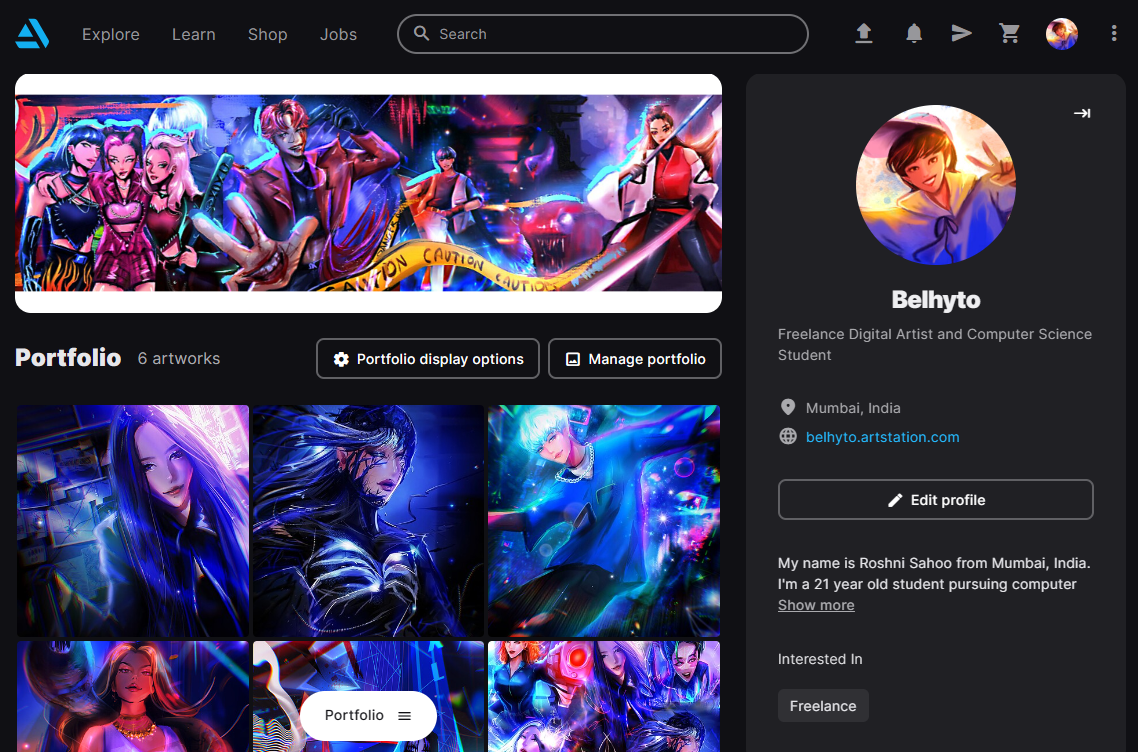 Explore Learn Shop Jobs Search
CAUTION CAUTION CAUTION
Portfolio 6 artworks Portfolio display options Manage portfolio
Portfolio
Belhyto
Freelance Digital Artist and Computer Science
Student
Mumbai, India
belhyto.artstation.com
Edit profile
My name is Roshni Sahoo from Mumbai, India.
I'm a 21 year old student pursuing computer
Show more
Interested In
Freelance